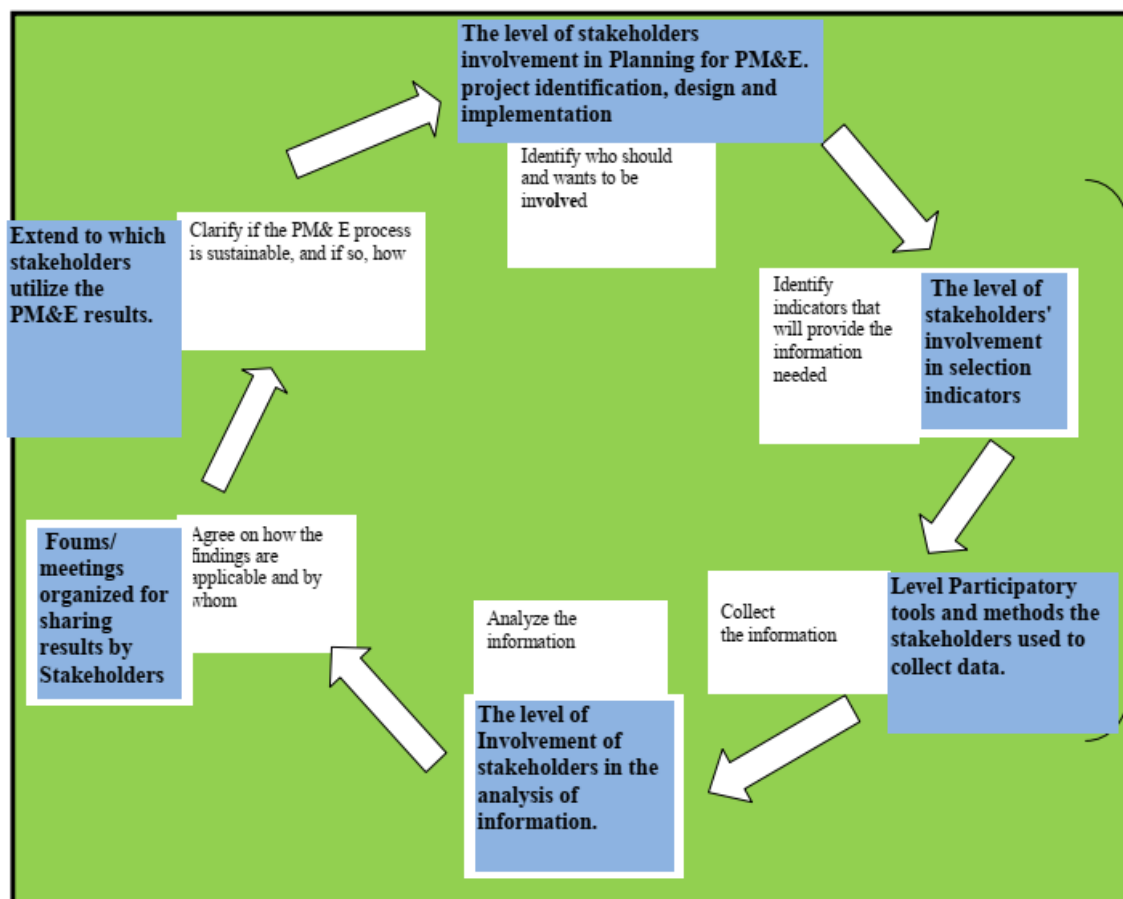 The level of stakeholders
involvement in Planning for PM&E.
project identification, design and
implementation
Identify who should
and wants to be
involved
Identify
indicators that
will provide the
information
needed
The level of
stakeholders'
involvement
in selection
indicators
Collect
the information
Level Participatory
tools and methods the
stakeholders used to
collect data.
Analyze the
information
The level of
Involvement of
stakeholders in the
analysis of
information.
Foums/
meetings
organized for
sharing
results by
Stakeholders
Agree on how the
findings are
applicable and by
whom
Extend to which
stakeholders
utilize the
PM&E results.
Clarify if the PM& E process
is sustainable, and if so, how